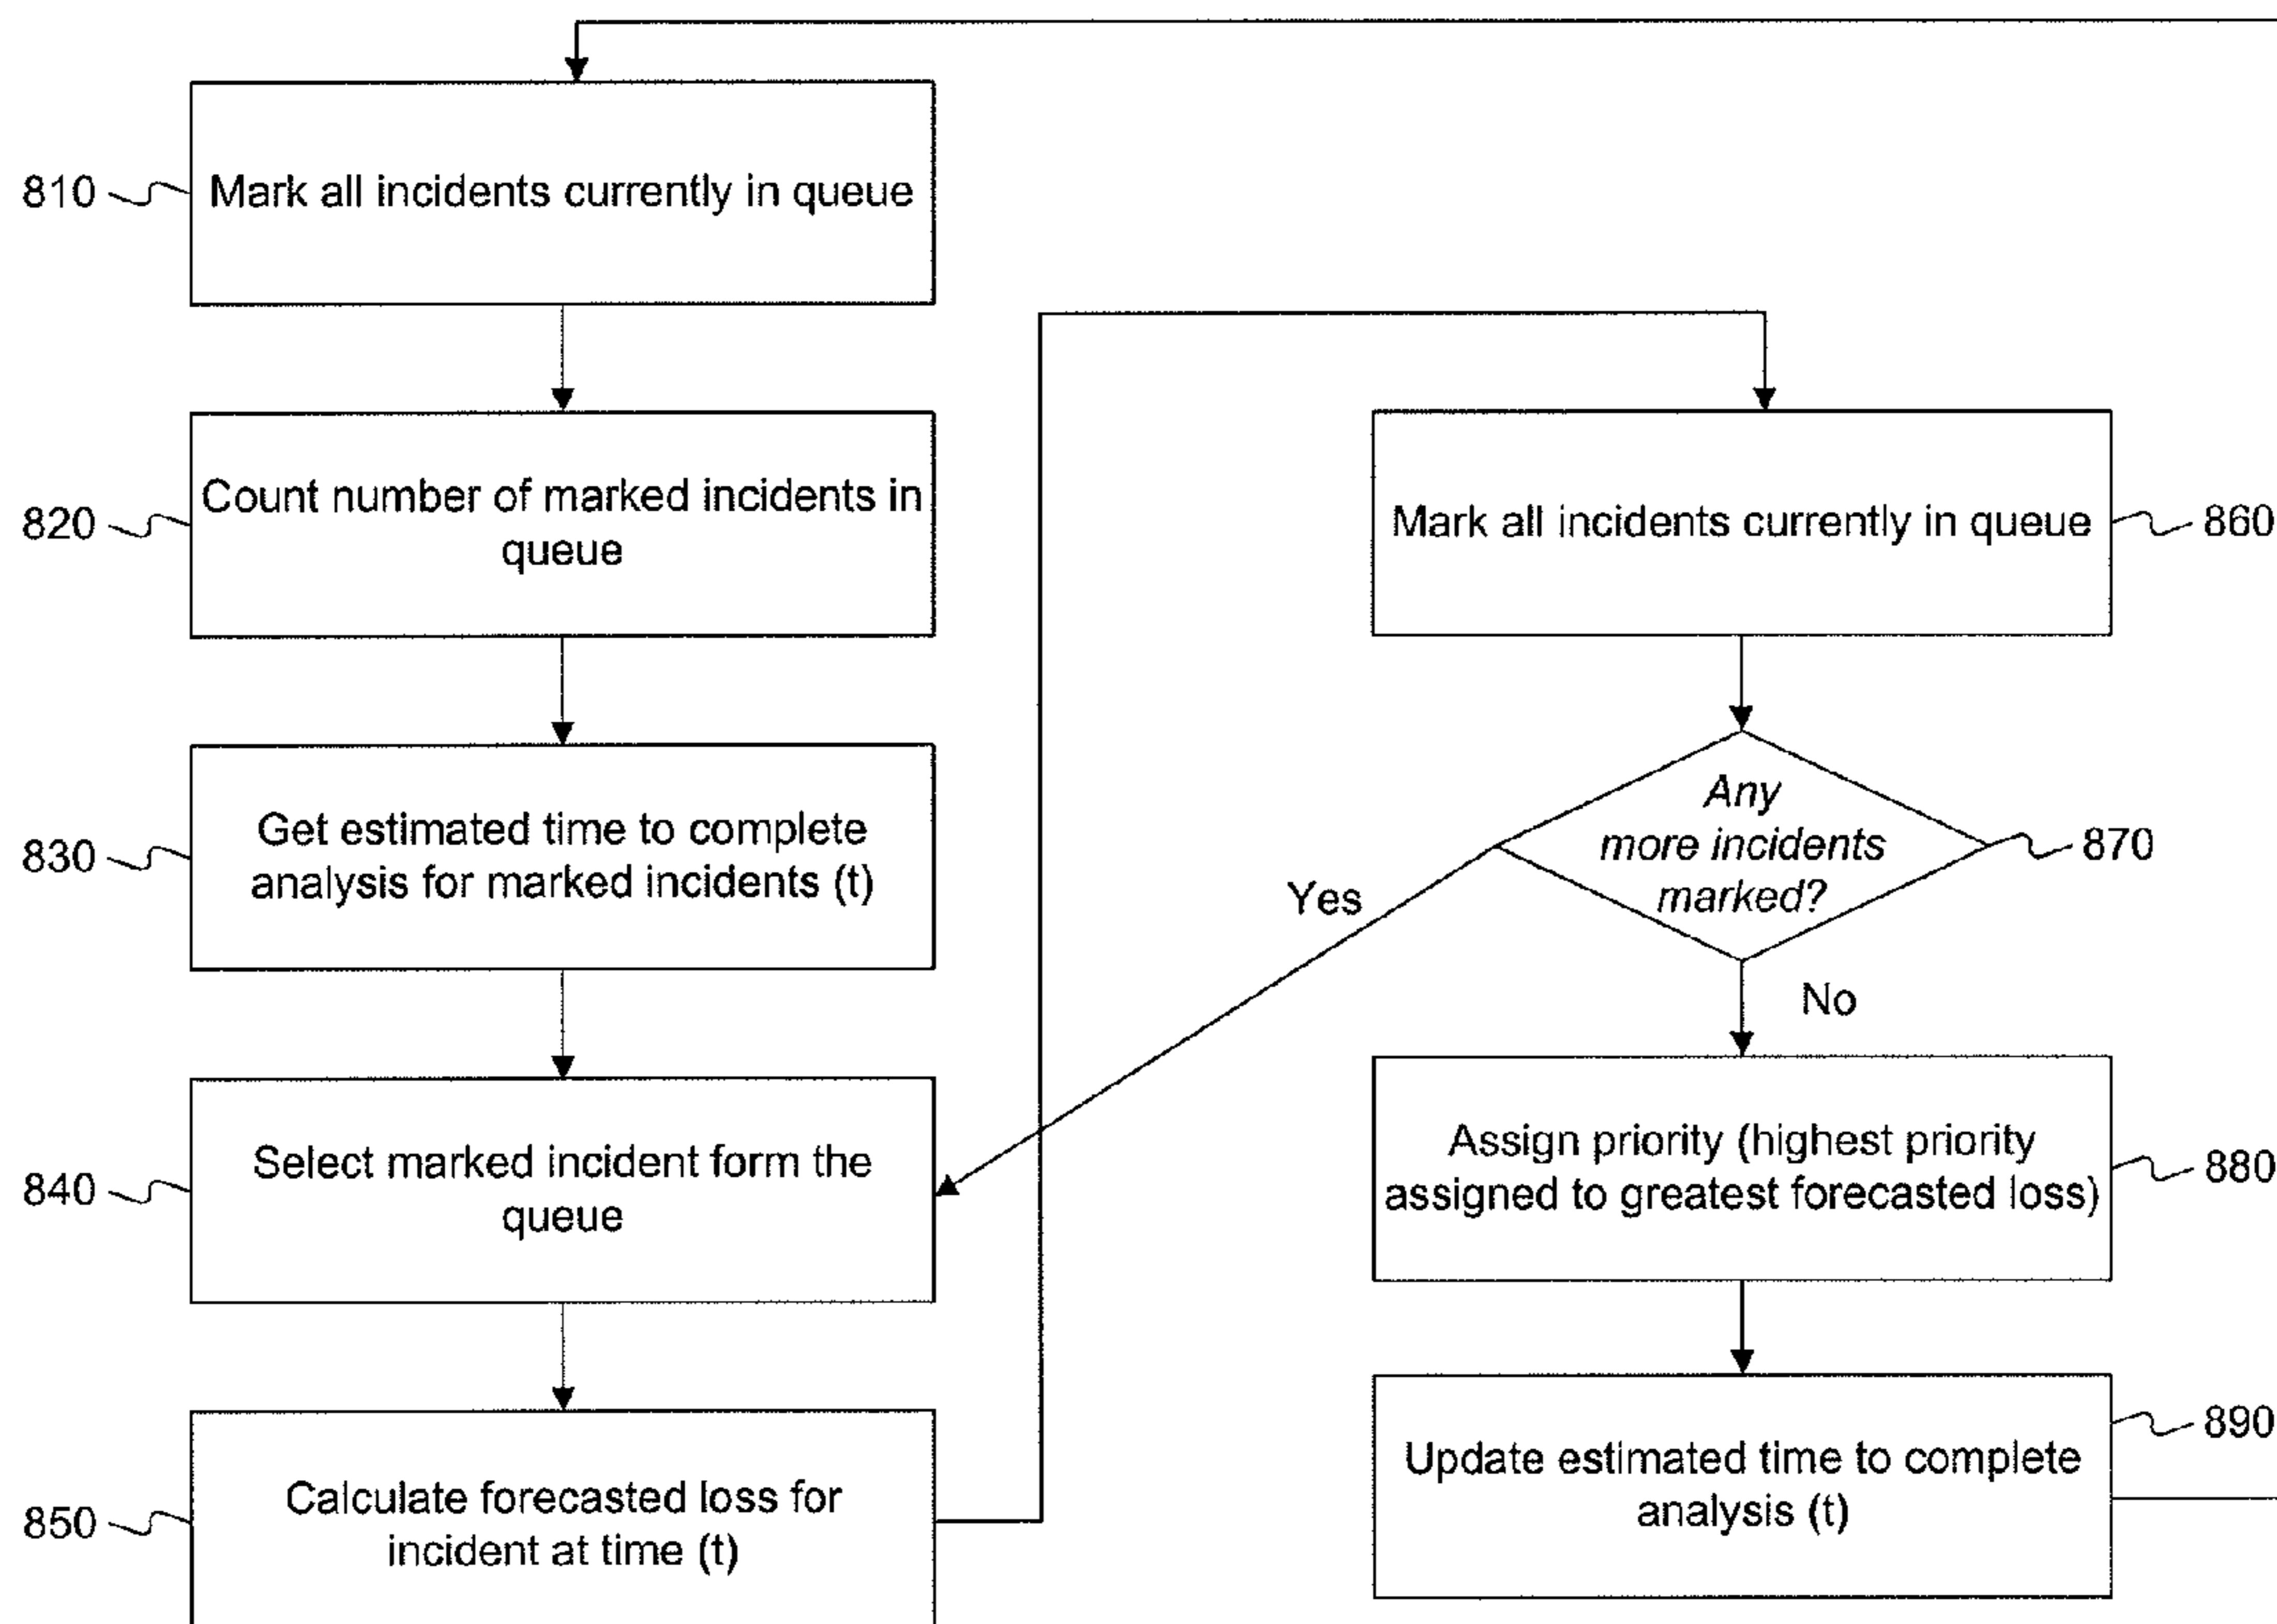 810
Mark all incidents currently in queue
820
Count number of marked incidents in
queue
830
Get estimated time to complete
analysis for marked incidents (t)
840
Select marked incident form the
queue
850
Calculate forecasted loss for
incident at time (t)
Mark all incidents currently in queue
860
Any
more incidents
marked?
870
Yes
No
Assign priority (highest priority
assigned to greatest forecasted loss)
880
Update estimated time to complete
analysis (t)
890